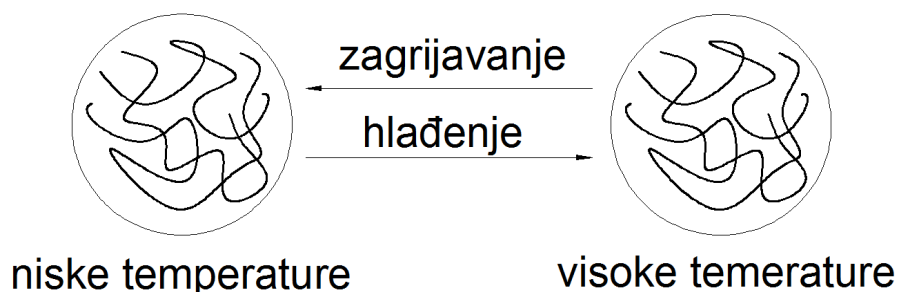 zagrijavanje
hlađenje
niske temperature
visoke temerature